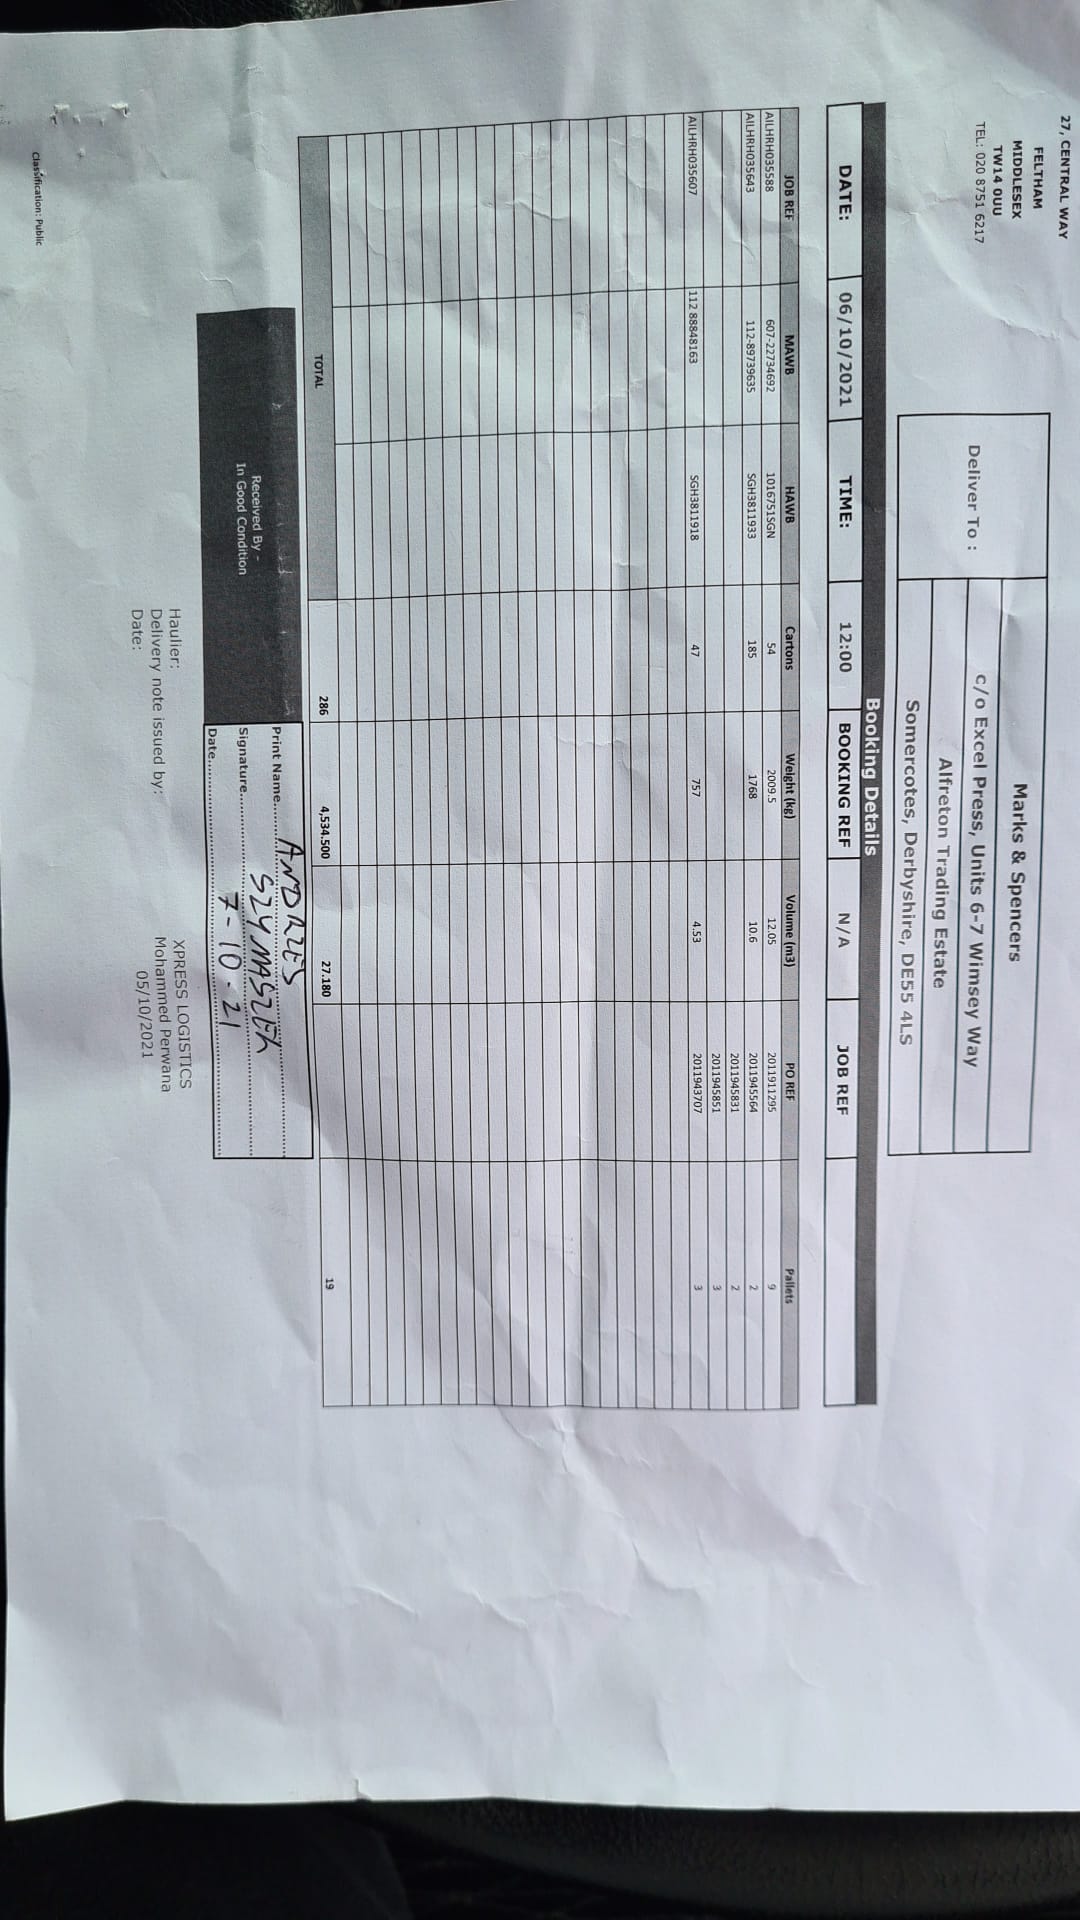 27, CENTRAL WAY
FELTHAM
MIDDLESEX
TW14 0UU
TEL: 020 8751 6217
Deliver To :
Marks & Spencers
c/o Excel Press, Units 6-7 Wimsey Way
Alfreton Trading Estate
Somercotes, Derbyshire, DE55 4LS
Booking Details
DATE: 06/10/2021 TIME: 12:00 BOOKING REF N/A JOB REF
JOB REF MAWB HAWB Cartons Weight (kg) Volume (m3) PO REF Pallets
AILHRH035588 607-22734692 1016751SGN 54 2009.5 12.05 2011911295 9
AILHRH035643 112-89739635 SGH3811933 185 1768 10.6 2011945564 2
2011945831 2
2011945851 3
AILHRH035607 112 88848163 SGH3811918 47 757 4.53 2011943707 3
TOTAL 286 4,534.500 27.180 19
Received By -
In Good Condition
Print Name ANDRZEJ
Signature SZYMASZEK
Date 7-10-21
Haulier: XPRESS LOGISTICS
Delivery note issued by: Mohammed Perwana
Date: 05/10/2021
Classification: Public